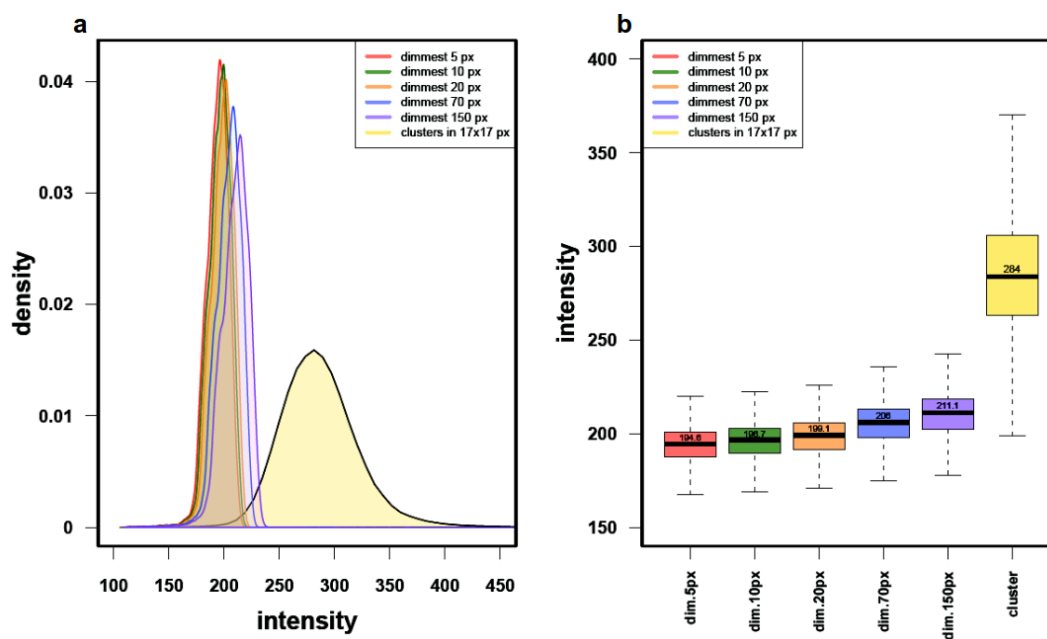 a
density
0.04
0.03
0.02
0.01
0
100 150 200 250 300 350 400 450
intensity
dimmest 5 px
dimmest 10 px
dimmest 20 px
dimmest 70 px
dimmest 150 px
clusters in 17x17 px
b
intensity
400
350
300
250
200
150
dimmest 5 px
dimmest 10 px
dimmest 20 px
dimmest 70 px
dimmest 150 px
clusters in 17x17 px
194.6
196.7
199.1
206
211.1
284
dim.5px
dim.10px
dim.20px
dim.70px
dim.150px
cluster